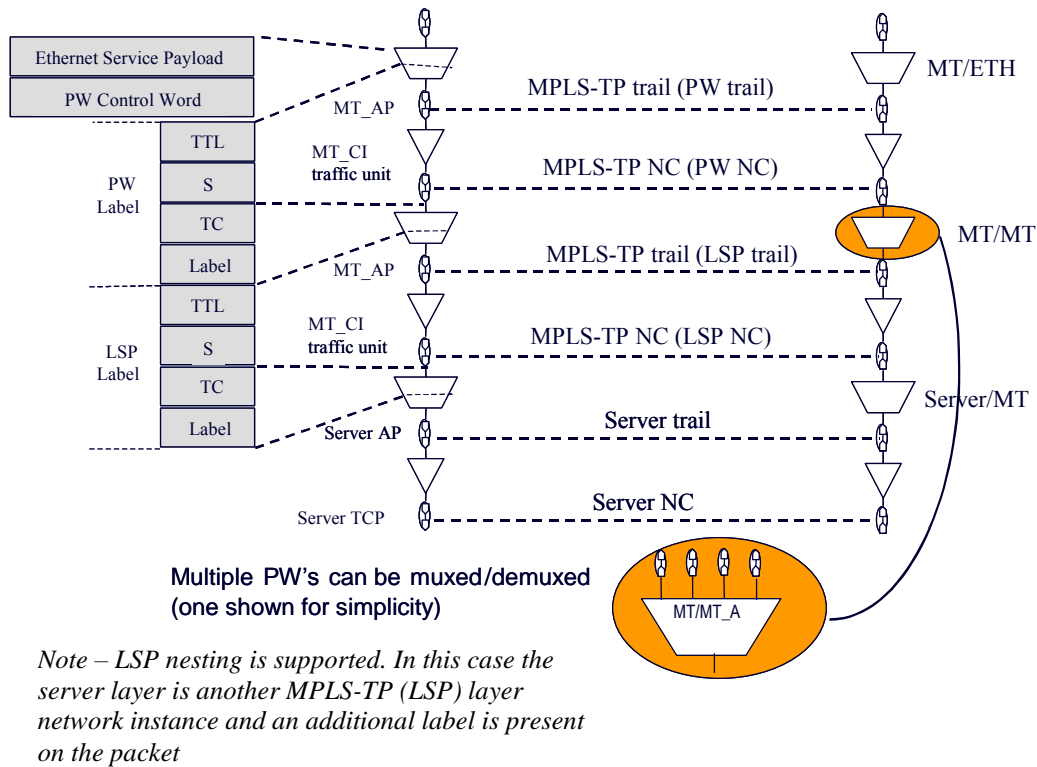 Ethernet Service Payload
PW Control Word
MT/ETH
MPLS-TP trail (PW trail)
MT_AP
TTL
MT_CI
traffic unit
MPLS-TP NC (PW NC)
PW
Label
S
TC
MT/MT
Label
MT_AP
MPLS-TP trail (LSP trail)
TTL
MT_CI
traffic unit
MPLS-TP NC (LSP NC)
LSP
Label
S
TC
Server/MT
Label
Server AP
Server trail
Server TCP
Server NC
Multiple PW's can be muxed/demuxed
(one shown for simplicity)
MT/MT_A
Note – LSP nesting is supported. In this case the
server layer is another MPLS-TP (LSP) layer
network instance and an additional label is present
on the packet